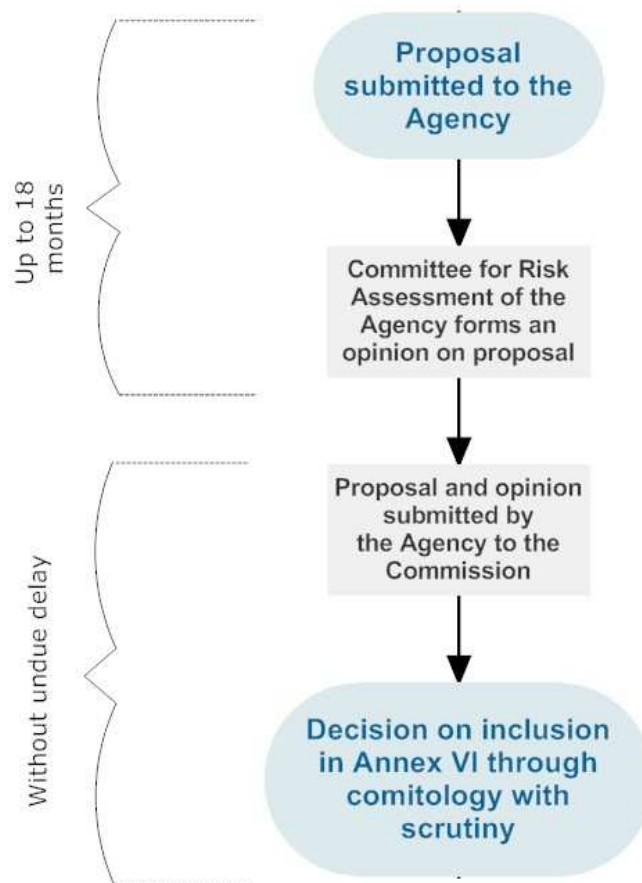 Up to 18
months
Proposal
submitted to the
Agency
Committee for Risk
Assessment of the
Agency forms an
opinion on proposal
Without undue delay
Proposal and opinion
submitted by
the Agency to the
Commission
Decision on inclusion
in Annex VI through
comitology with
scrutiny